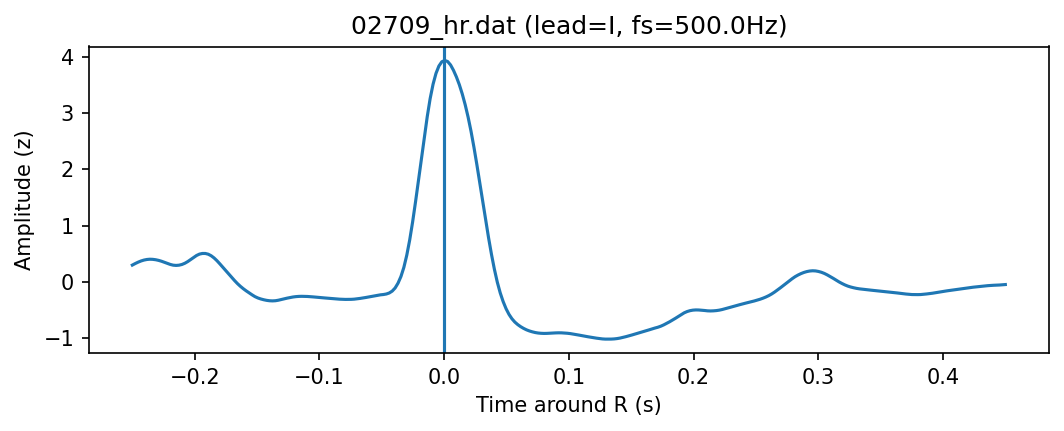 02709_hr.dat (lead=I, fs=500.0Hz)
Amplitude (z)
4
3
2
1
0
−1
−0.2 −0.1 0.0 0.1 0.2 0.3 0.4
Time around R (s)